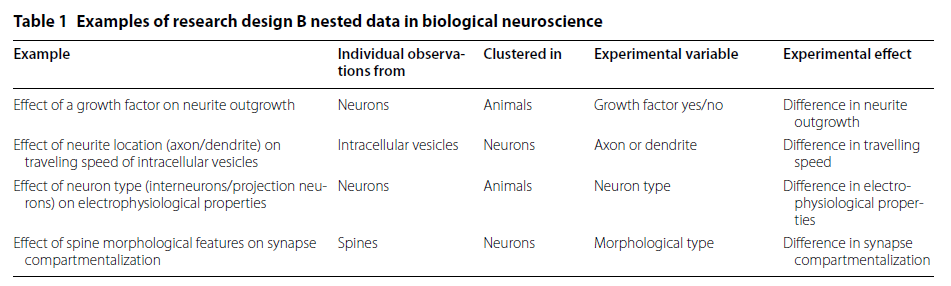 Table 1 Examples of research design B nested data in biological neuroscience
Example Individual observa- Clustered in Experimental variable Experimental effect
tions from
Effect of a growth factor on neurite outgrowth Neurons Animals Growth factor yes/no Difference in neurite
outgrowth
Effect of neurite location (axon/dendrite) on Intracellular vesicles Neurons Axon or dendrite Difference in travelling
traveling speed of intracellular vesicles speed
Effect of neuron type (interneurons/projection neu- Neurons Animals Neuron type Difference in electro-
rons) on electrophysiological properties physiological proper-
ties
Effect of spine morphological features on synapse Spines Neurons Morphological type Difference in synapse
compartmentalization compartmentalization